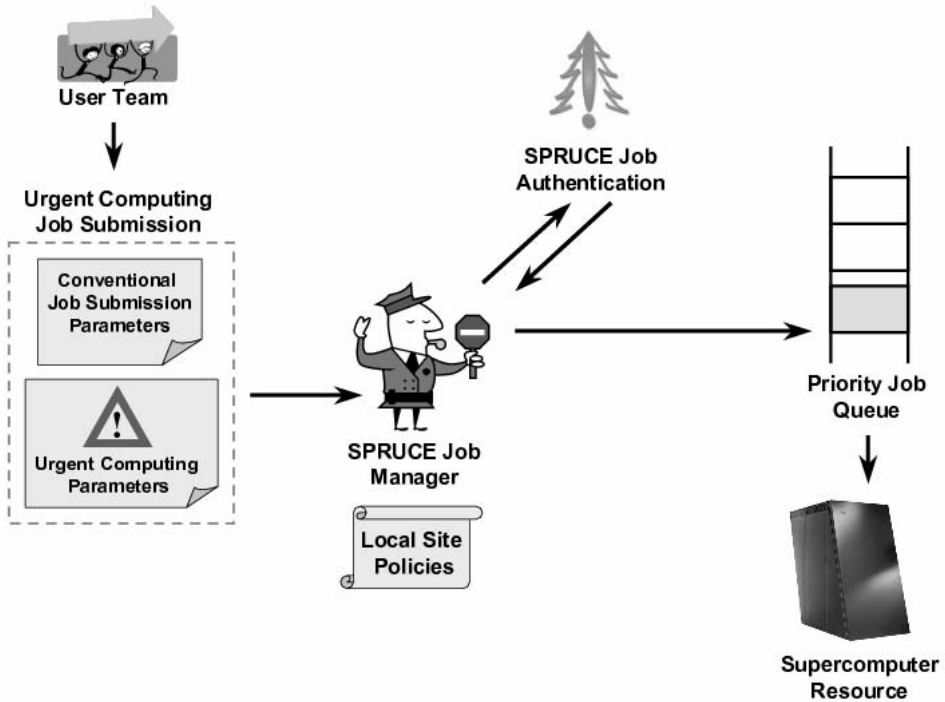 User Team
Urgent Computing
Job Submission
Conventional
Job Submission
Parameters
!
Urgent Computing
Parameters
SPRUCE Job
Manager
Local Site
Policies
SPRUCE Job
Authentication
Priority Job
Queue
Supercomputer
Resource